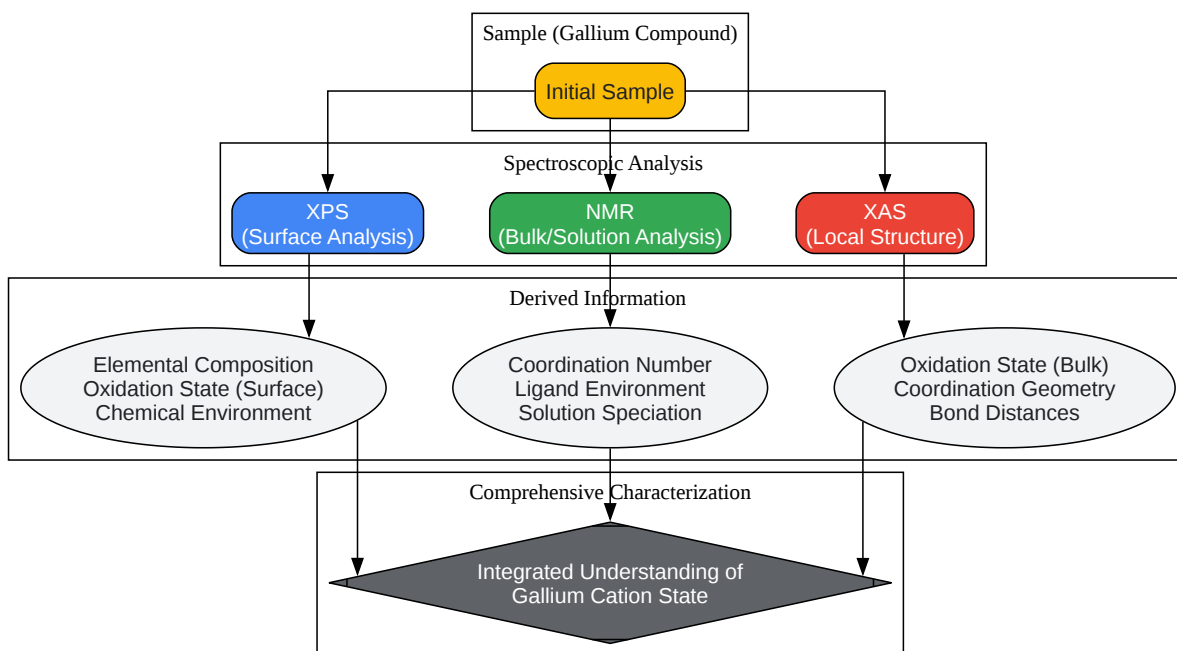 Sample (Gallium Compound)
Initial Sample
Spectroscopic Analysis
XPS
(Surface Analysis)
NMR
(Bulk/Solution Analysis)
XAS
(Local Structure)
Derived Information
Elemental Composition
Oxidation State (Surface)
Chemical Environment
Coordination Number
Ligand Environment
Solution Speciation
Oxidation State (Bulk)
Coordination Geometry
Bond Distances
Comprehensive Characterization
Integrated Understanding of
Gallium Cation State